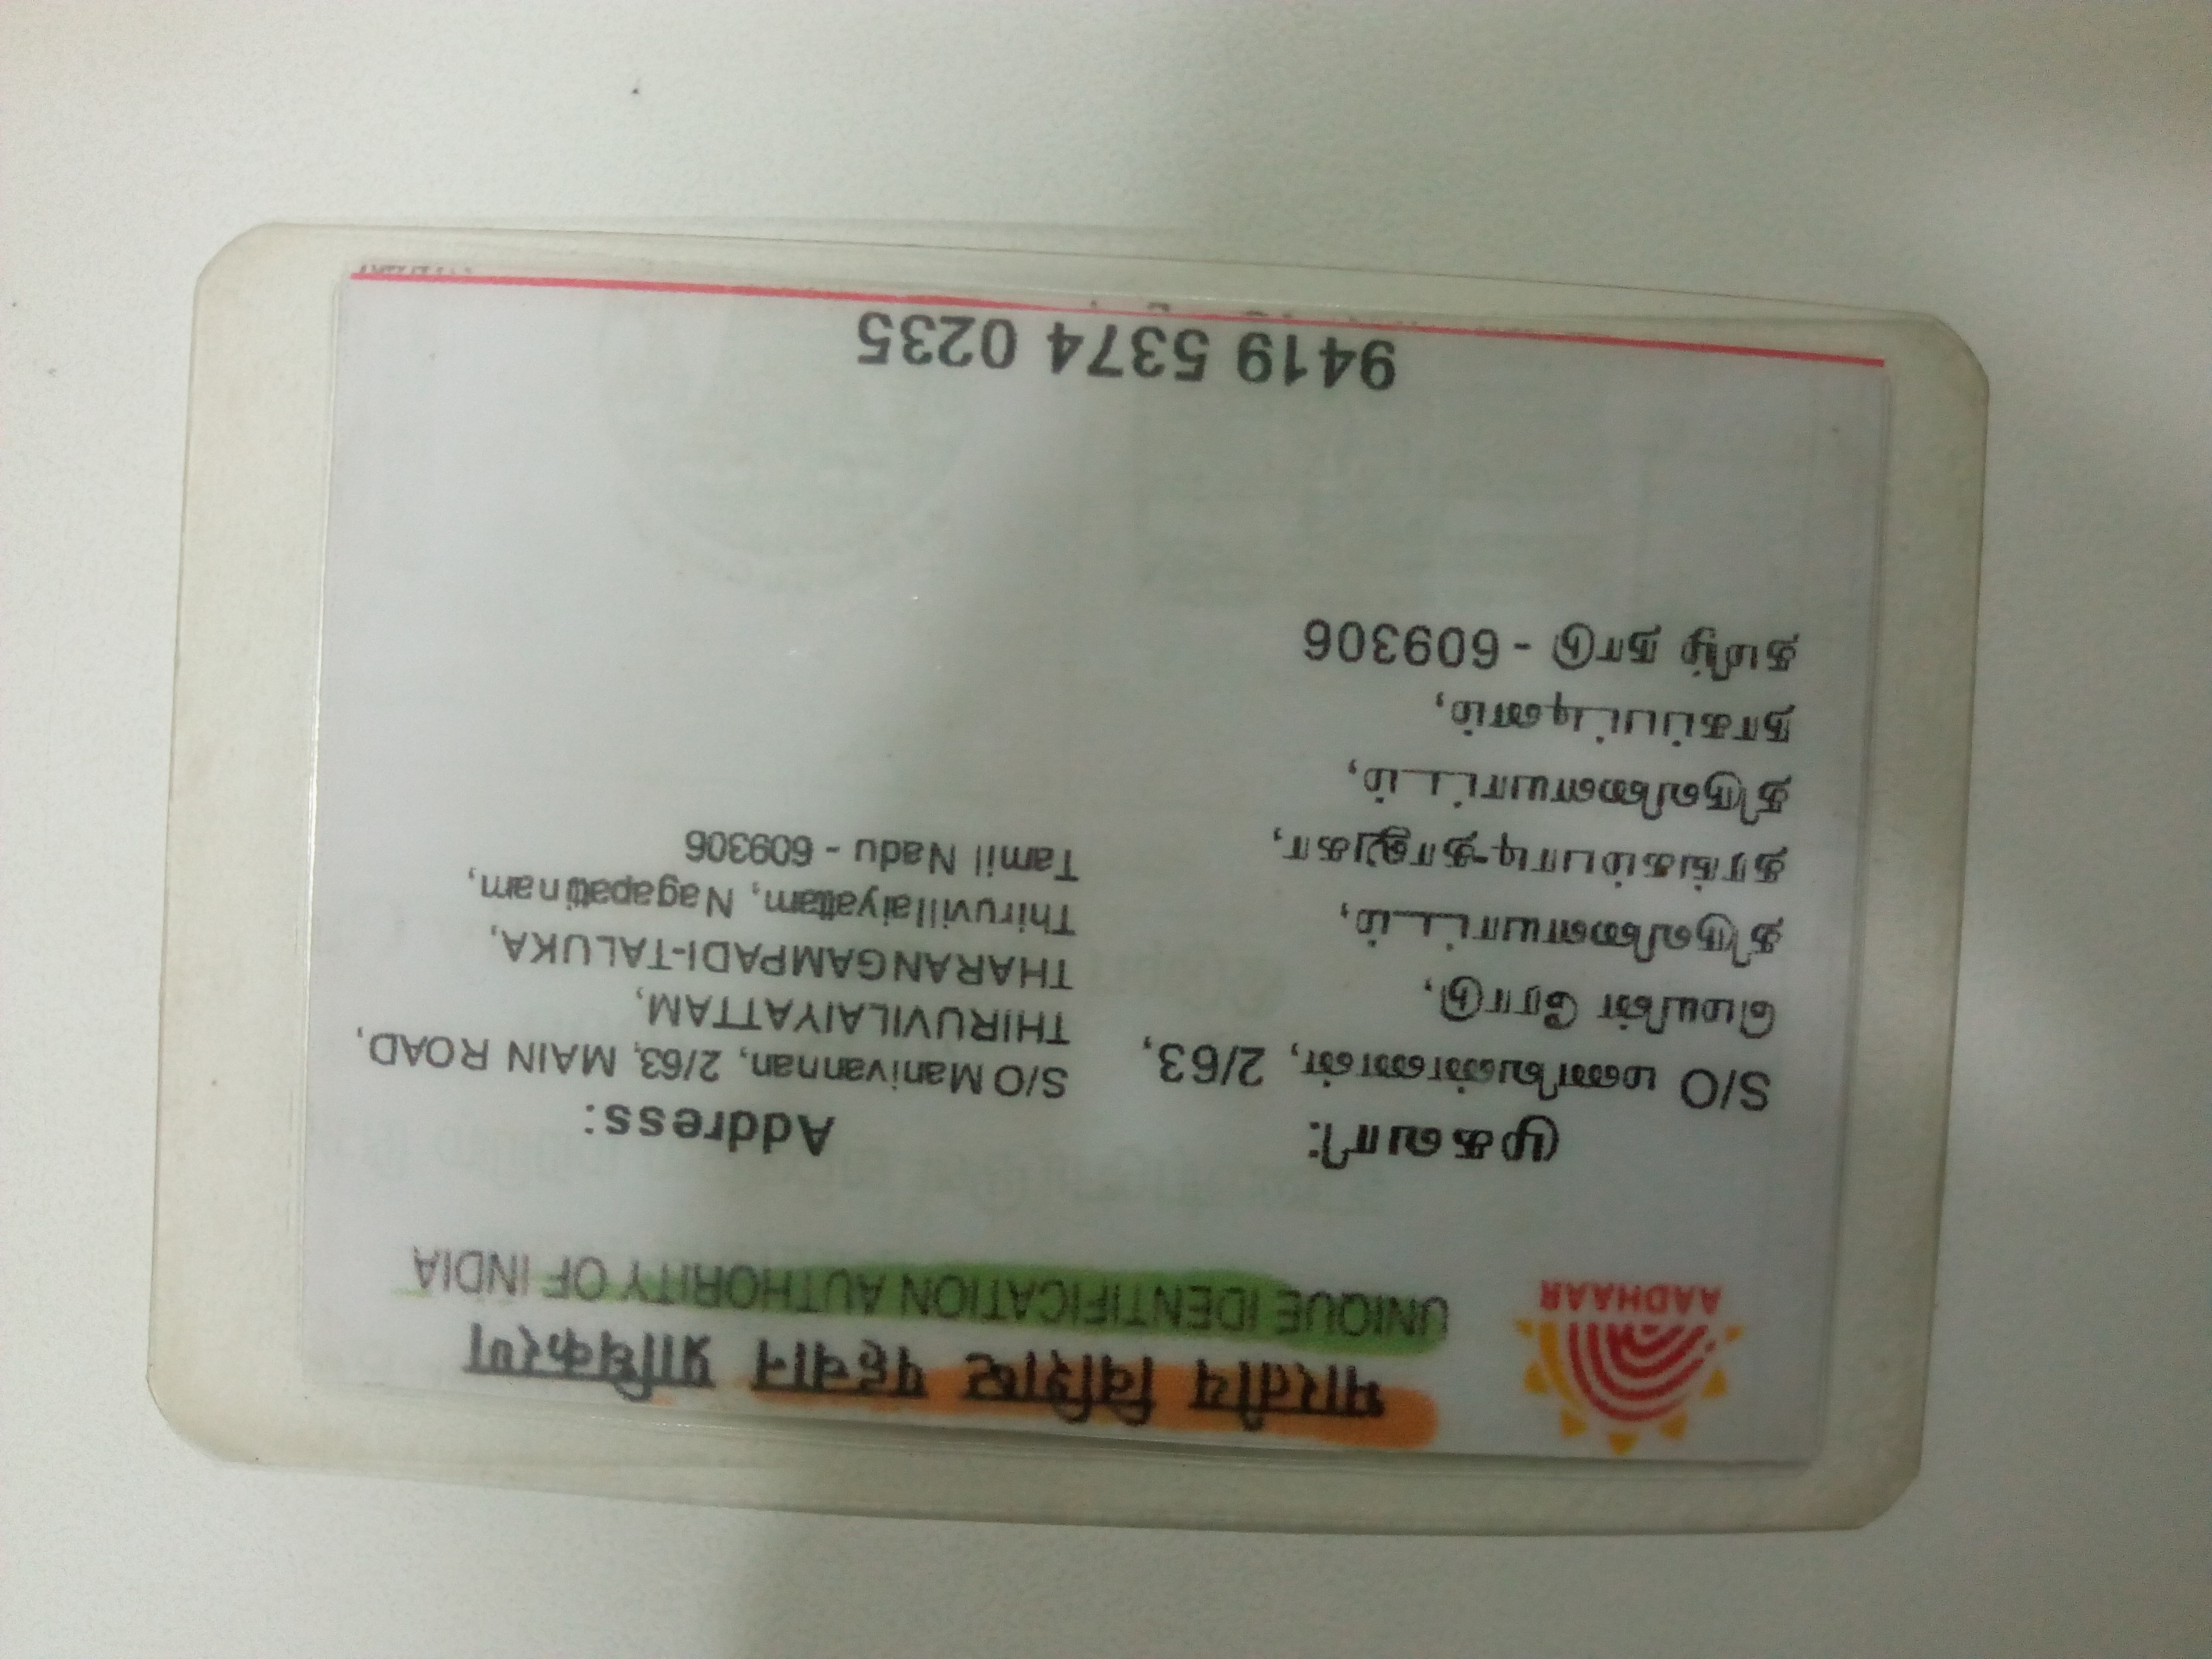 भारतीय विशिष्ट पहचान प्राधिकरण
UNIQUE IDENTIFICATION AUTHORITY OF INDIA
AADHAAR
முகவரி:
S/O மணிவண்ணன், 2/63,
மெயின் ரோடு,
திருவிளையாட்டம்,
தரங்கம்பாடி-தாலுகா,
திருவிளையாட்டம்,
நாகப்பட்டினம்,
தமிழ் நாடு - 609306
Address:
S/O Manivannan, 2/63, MAIN ROAD,
THIRUVILAIYATTAM,
THARANGAMPADI-TALUKA,
Thiruvillaiyattam, Nagapattinam,
Tamil Nadu - 609306
9419 5374 0235